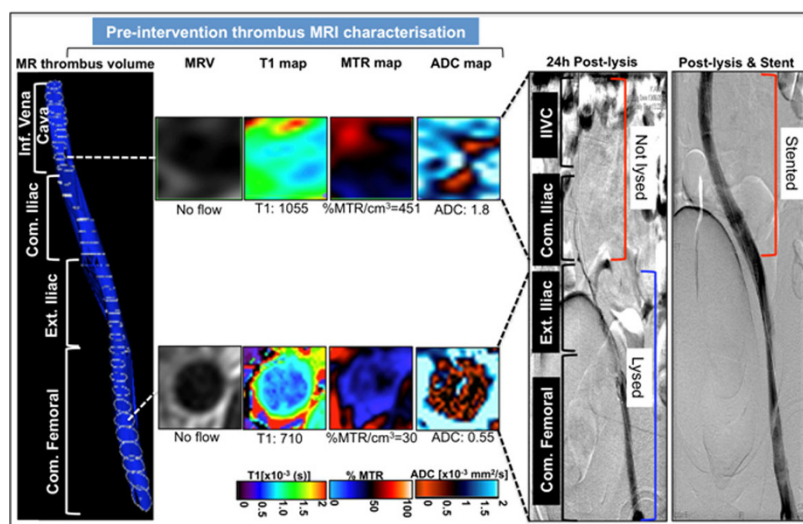 Pre-intervention thrombus MRI characterisation
MR thrombus volume
MRV
T1 map
MTR map
ADC map
24h Post-lysis
Post-lysis & Stent
Inf. Vena
Cava
Com. Iliac
Ext. Iliac
Com. Femoral
No flow
T1: 1055
%MTR/cm³=451
ADC: 1.8
No flow
T1: 710
%MTR/cm³=30
ADC: 0.55
T1[x10⁻³ (s)]
0
0.5
1.0
1.5
2
% MTR
0
50
100
ADC [x10⁻³ mm²/s]
0
0.5
1.0
1.5
2
IIVC
Com. Iliac
Ext. Iliac
Com. Femoral
Not lysed
Lysed
Stented